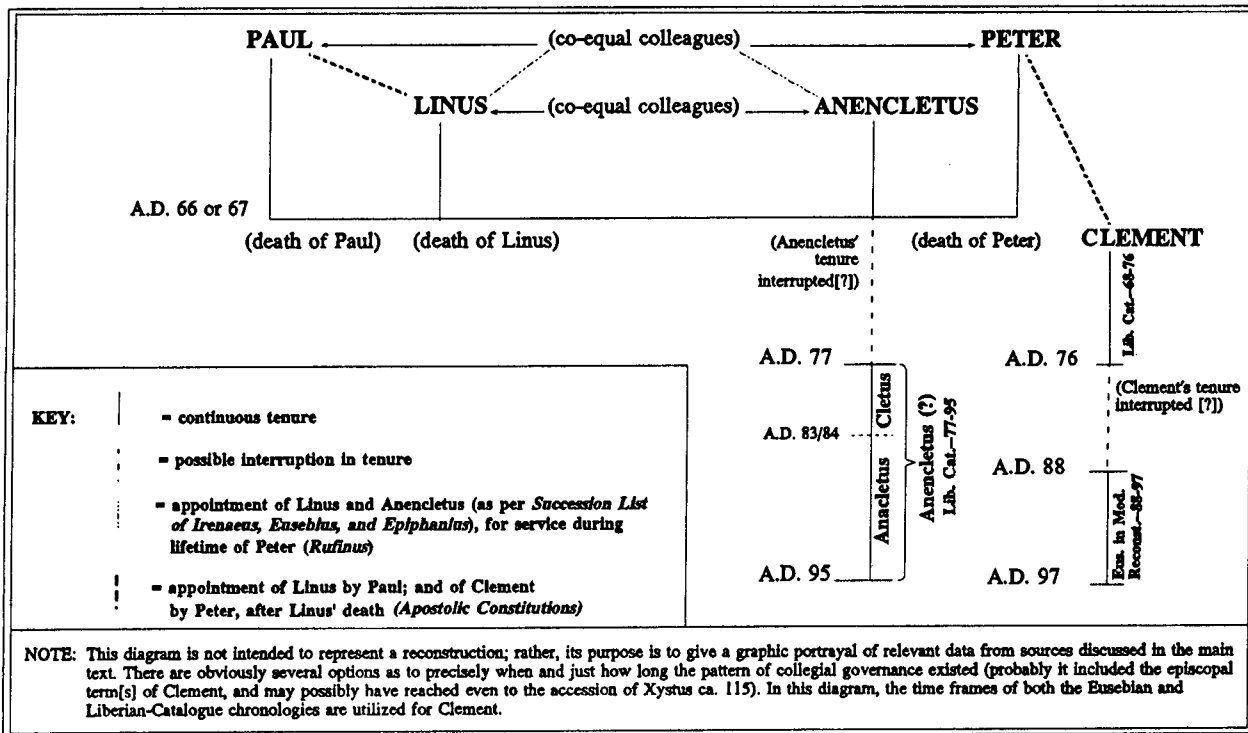 PAUL (co-equal colleagues) PETER
LINUS (co-equal colleagues) ANENCLETUS
A.D. 66 or 67
(death of Paul) (death of Linus) (death of Peter)
(Anencletus'
tenure
interrupted[?])
CLEMENT
Lib. Cat.—68-76
A.D. 77
A.D. 76
(Clement's tenure
interrupted [?])
Cletus
A.D. 83/84
Anacletus
Anencletus (?)
Lib. Cat.—77-95
A.D. 88
Eus. in Mod.
Reconst.—88-97
A.D. 95
A.D. 97
KEY:
= continuous tenure
= possible interruption in tenure
= appointment of Linus and Anencletus (as per Succession List
of Irenaeus, Eusebius, and Epiphanius), for service during
lifetime of Peter (Rufinus)
= appointment of Linus by Paul; and of Clement
by Peter, after Linus' death (Apostolic Constitutions)
NOTE: This diagram is not intended to represent a reconstruction; rather, its purpose is to give a graphic portrayal of relevant data from sources discussed in the main
text. There are obviously several options as to precisely when and just how long the pattern of collegial governance existed (probably it included the episcopal
term[s] of Clement, and may possibly have reached even to the accession of Xystus ca. 115). In this diagram, the time frames of both the Eusebian and
Liberian-Catalogue chronologies are utilized for Clement.